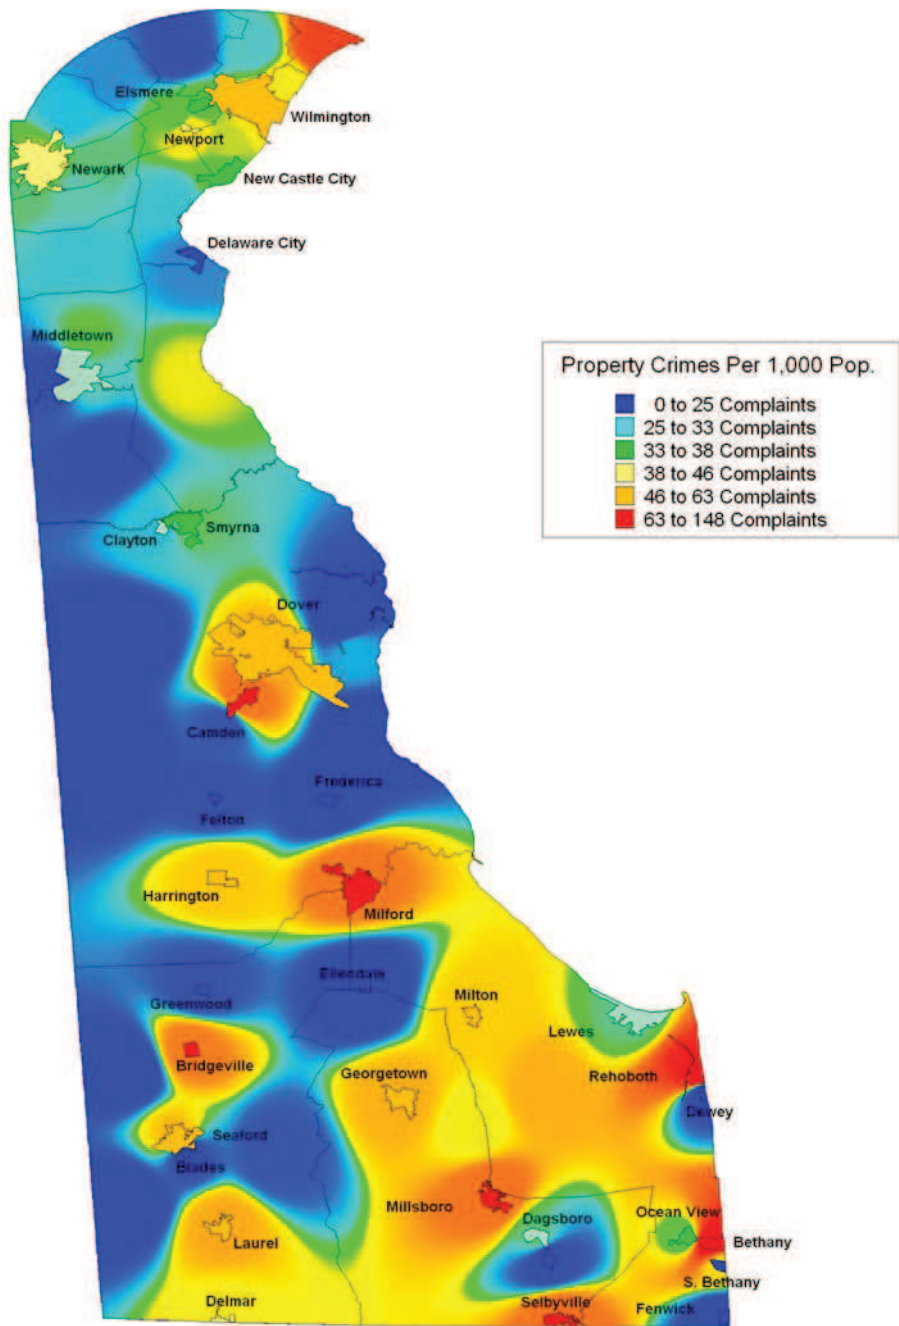 Elsmere
Wilmington
Newport
Newark
New Castle City
Delaware City
Middletown
Property Crimes Per 1,000 Pop.
0 to 25 Complaints
25 to 33 Complaints
33 to 38 Complaints
38 to 46 Complaints
46 to 63 Complaints
63 to 148 Complaints
Smyrna
Clayton
Dover
Camden
Frederica
Felton
Harrington
Milford
Ellendale
Greenwood
Milton
Lewes
Bridgeville
Georgetown
Rehoboth
Dewey
Seaford
Blades
Millsboro
Dagsboro
Ocean View
Laurel
Bethany
S. Bethany
Delmar
Selbyville
Fenwick